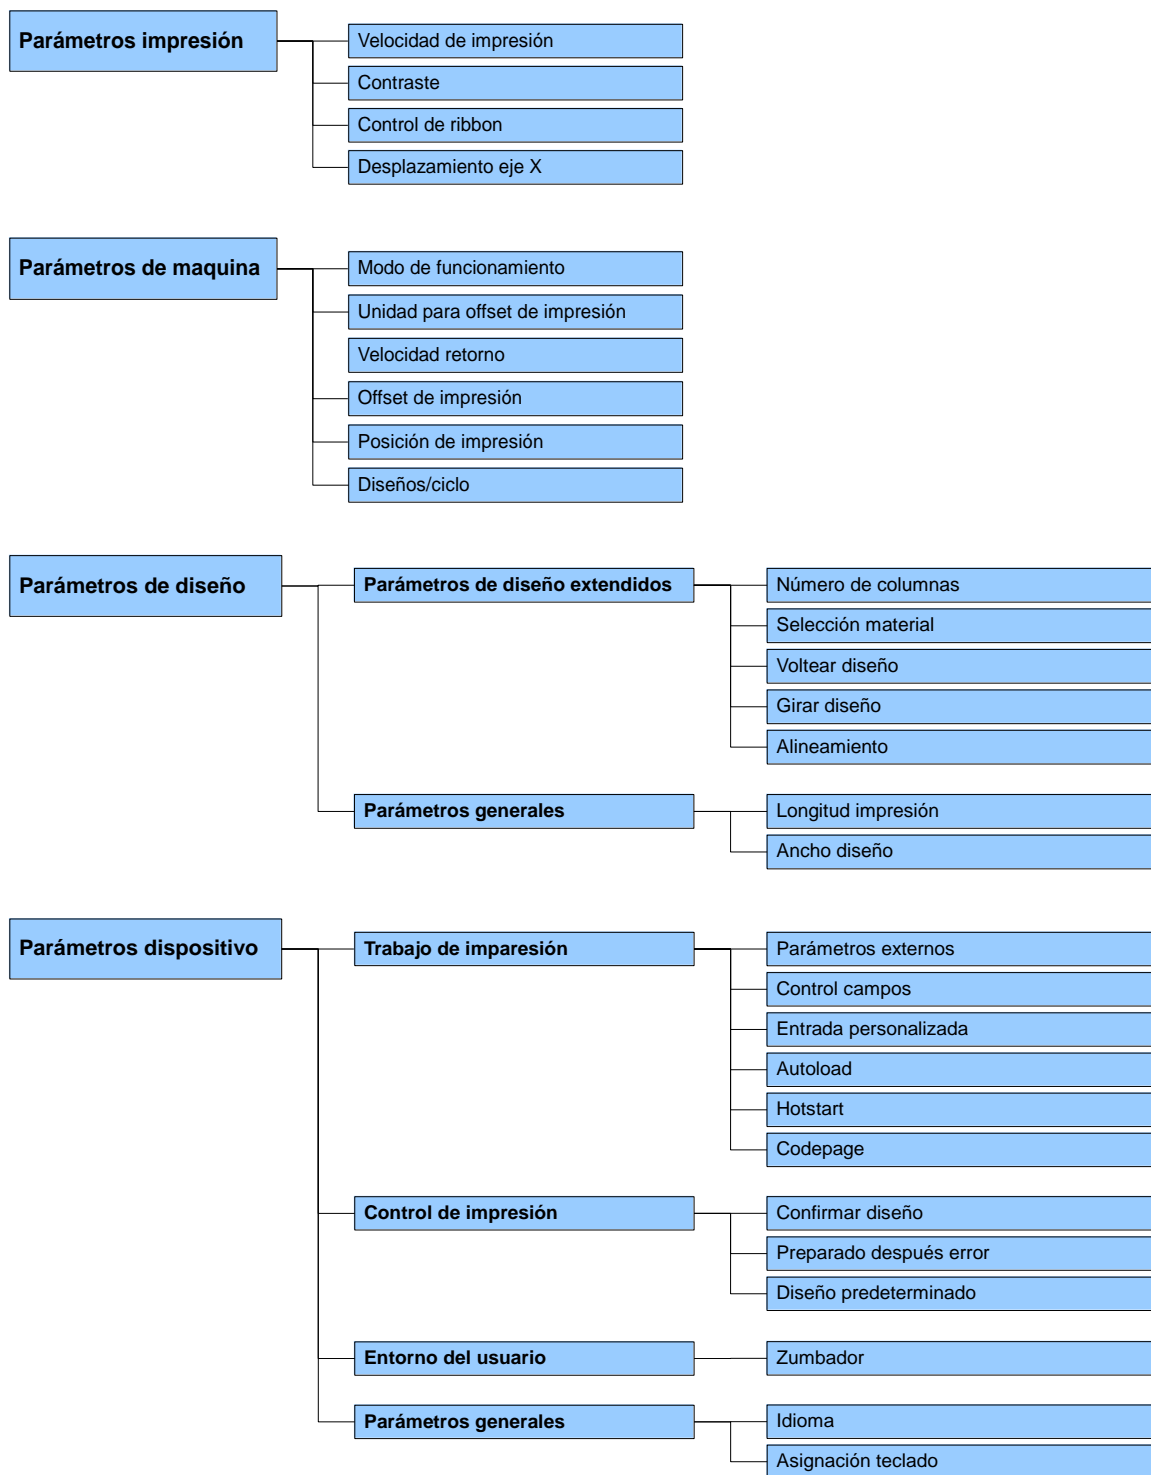 Parámetros impresión
Velocidad de impresión
Contraste
Control de ribbon
Desplazamiento eje X
Parámetros de maquina
Modo de funcionamiento
Unidad para offset de impresión
Velocidad retorno
Offset de impresión
Posición de impresión
Diseños/ciclo
Parámetros de diseño
Parámetros de diseño extendidos
Número de columnas
Selección material
Voltear diseño
Girar diseño
Alineamiento
Parámetros generales
Longitud impresión
Ancho diseño
Parámetros dispositivo
Trabajo de imparesión
Parámetros externos
Control campos
Entrada personalizada
Autoload
Hotstart
Codepage
Control de impresión
Confirmar diseño
Preparado después error
Diseño predeterminado
Entorno del usuario
Zumbador
Parámetros generales
Idioma
Asignación teclado